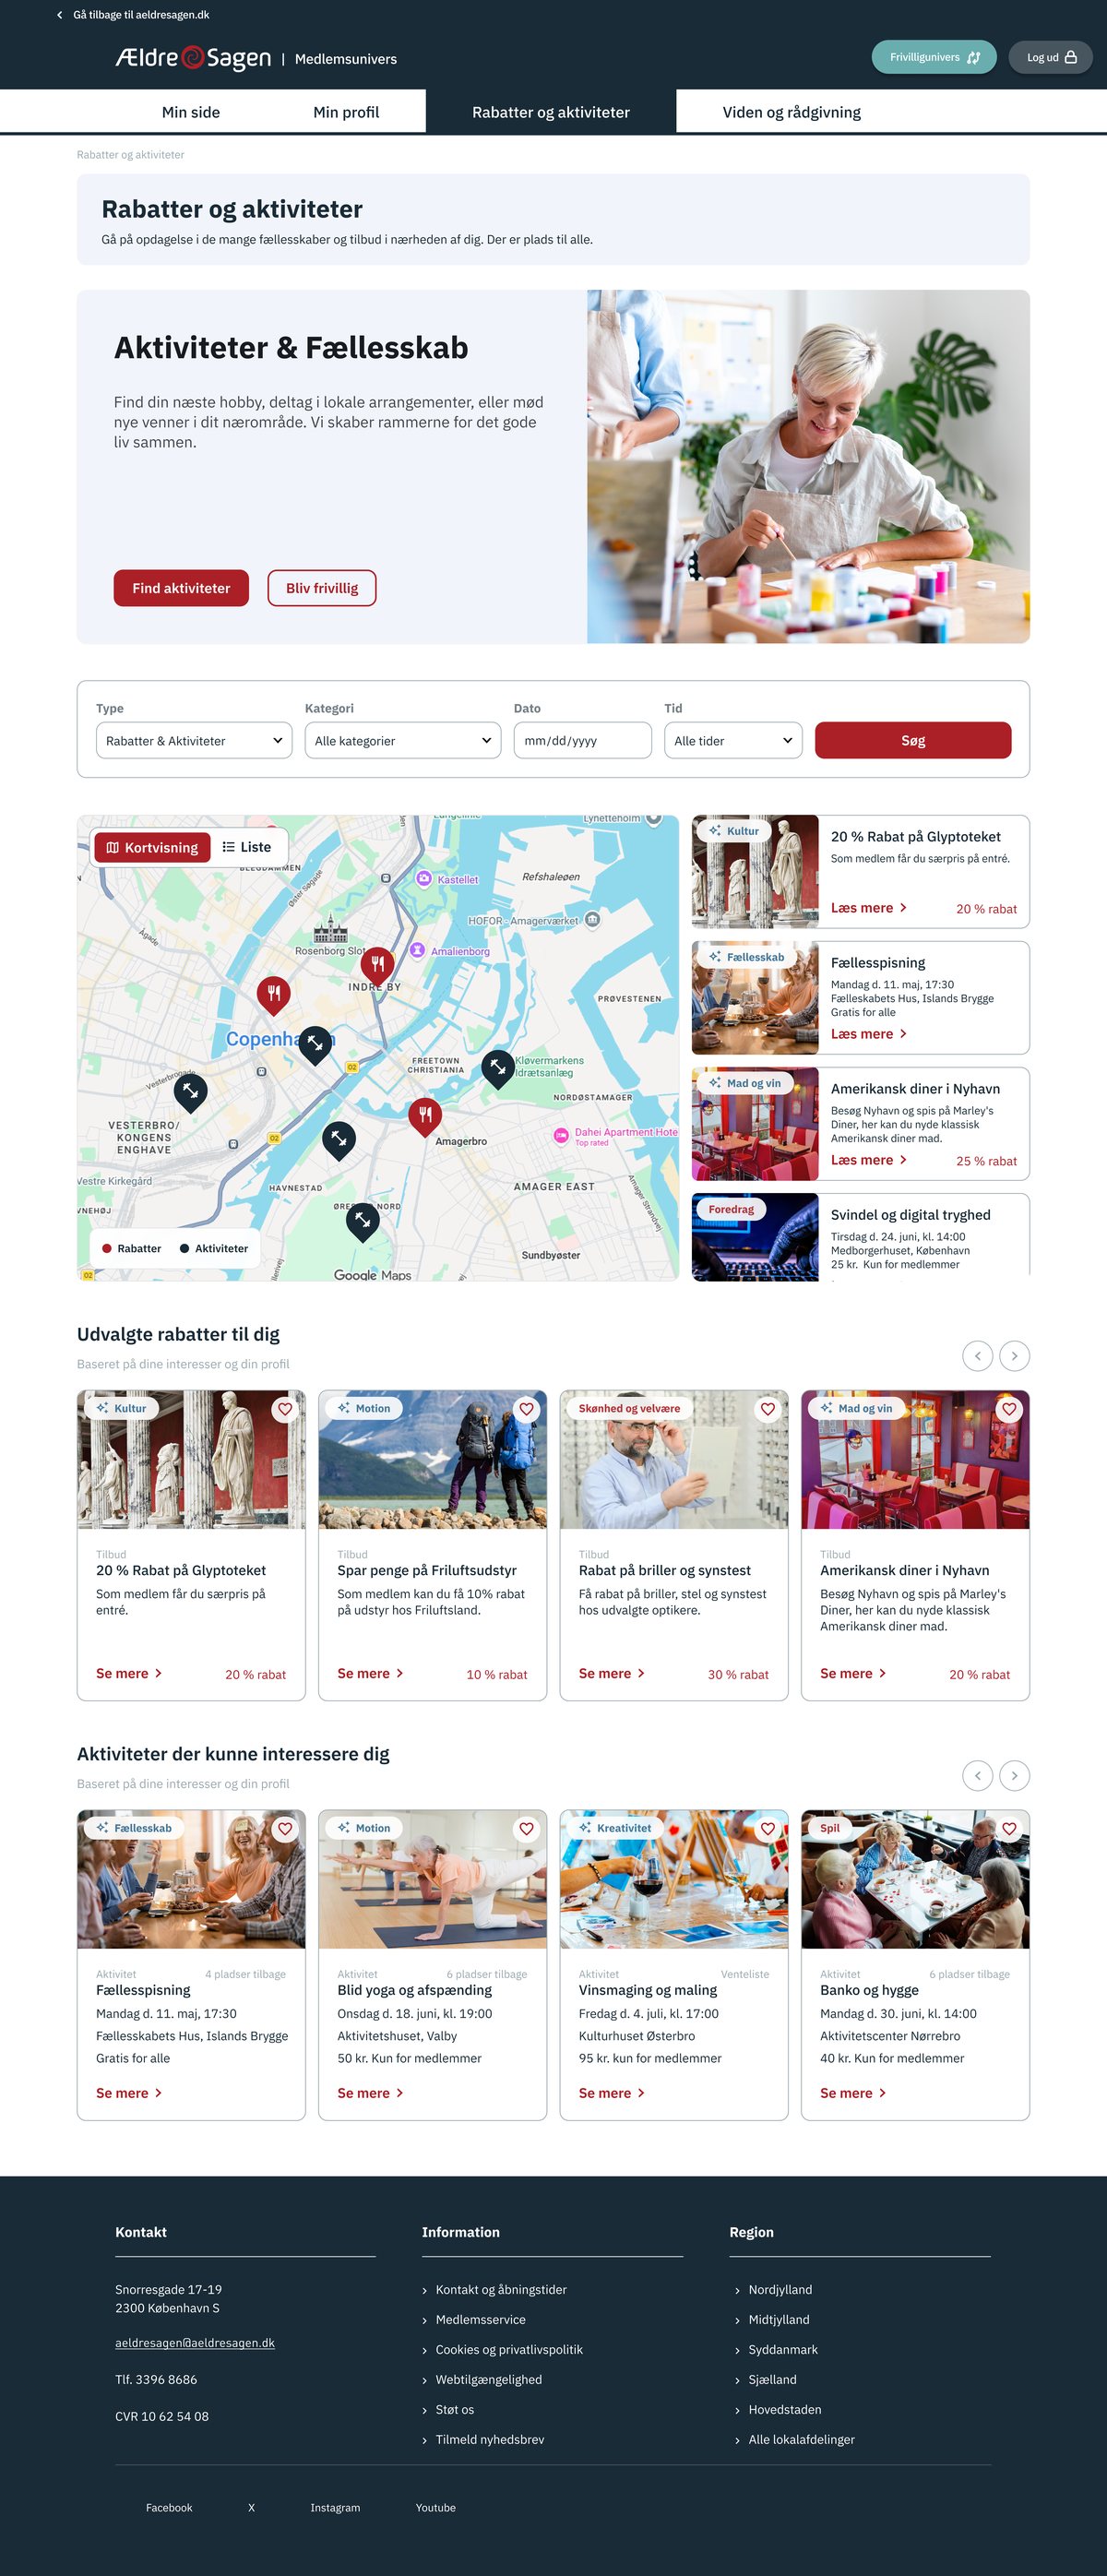 Gå tilbage til aeldresagen.dk
ÆldreSagen | Medlemsunivers
Frivilligunivers
Log ud
Min side
Min profil
Rabatter og aktiviteter
Viden og rådgivning
Rabatter og aktiviteter
Rabatter og aktiviteter
Gå på opdagelse i de mange fællesskaber og tilbud i nærheden af dig. Der er plads til alle.
Aktiviteter & Fællesskab
Find din næste hobby, deltag i lokale arrangementer, eller mød
nye venner i dit nærområde. Vi skaber rammerne for det gode
liv sammen.
Find aktiviteter
Bliv frivillig
Type
Kategori
Dato
Tid
Rabatter & Aktiviteter
Alle kategorier
mm/dd/yyyy
Alle tider
Søg
Kortvisning
Liste
Lynetteholm
Øster Søgade
Kastellet
Refshaleøen
HOFOR - Amagerværket
Ågade
Rosenborg Slot
Amalienborg
INDRE BY
PRØVESTENEN
Copenha
FREETOWN
CHRISTIANIA
02
Kløvermarkens
Idrætsanlæg
Vesterbrogade
NORDØSTAMAGER
VESTERBRO/
KONGENS
ENGHAVE
02
Amagerbro
Dahei Apartment Hote
Top rated
Vestre Kirkegård
HAVNESTAD
AMAGER EAST
Amager strandvej
VNEHØJ
NORD
Rabatter
Aktiviteter
Sundbyøster
02
Google Maps
Kultur
20 % Rabat på Glyptoteket
Som medlem får du særpris på entré.
Læs mere
20 % rabat
Fællesskab
Fællesspisning
Mandag d. 11. maj, 17:30
Fælleskabets Hus, Islands Brygge
Gratis for alle
Læs mere
Mad og vin
Amerikansk diner i Nyhavn
Besøg Nyhavn og spis på Marley's
Diner, her kan du nyde klassisk
Amerikansk diner mad.
Læs mere
25 % rabat
Foredrag
Svindel og digital tryghed
Tirsdag d. 24. juni, kl. 14:00
Medborgerhuset, København
25 kr. Kun for medlemmer
Udvalgte rabatter til dig
Baseret på dine interesser og din profil
Kultur
Tilbud
20 % Rabat på Glyptoteket
Som medlem får du særpris på
entré.
Se mere
20 % rabat
Motion
Tilbud
Spar penge på Friluftsudstyr
Som medlem kan du få 10% rabat
på udstyr hos Friluftsland.
Se mere
10 % rabat
Skønhed og velvære
Tilbud
Rabat på briller og synstest
Få rabat på briller, stel og synstest
hos udvalgte optikere.
Se mere
30 % rabat
Mad og vin
Tilbud
Amerikansk diner i Nyhavn
Besøg Nyhavn og spis på Marley's
Diner, her kan du nyde klassisk
Amerikansk diner mad.
Se mere
20 % rabat
Aktiviteter der kunne interessere dig
Baseret på dine interesser og din profil
Fællesskab
Aktivitet
4 pladser tilbage
Fællesspisning
Mandag d. 11. maj, 17:30
Fællesskabets Hus, Islands Brygge
Gratis for alle
Se mere
Motion
Aktivitet
6 pladser tilbage
Blid yoga og afspænding
Onsdag d. 18. juni, kl. 19:00
Aktivitetshuset, Valby
50 kr. Kun for medlemmer
Se mere
Kreativitet
Aktivitet
Venteliste
Vinsmaging og maling
Fredag d. 4. juli, kl. 17:00
Kulturhuset Østerbro
95 kr. kun for medlemmer
Se mere
Spil
Aktivitet
6 pladser tilbage
Banko og hygge
Mandag d. 30. juni, kl. 14:00
Aktivitetscenter Nørrebro
40 kr. Kun for medlemmer
Se mere
Kontakt
Snorresgade 17-19
2300 København S
aeldresagen@aeldresagen.dk
Tlf. 3396 8686
CVR 10 62 54 08
Information
Kontakt og åbningstider
Medlemsservice
Cookies og privatlivspolitik
Webtilgængelighed
Støt os
Tilmeld nyhedsbrev
Region
Nordjylland
Midtjylland
Syddanmark
Sjælland
Hovedstaden
Alle lokalafdelinger
Facebook
X
Instagram
Youtube